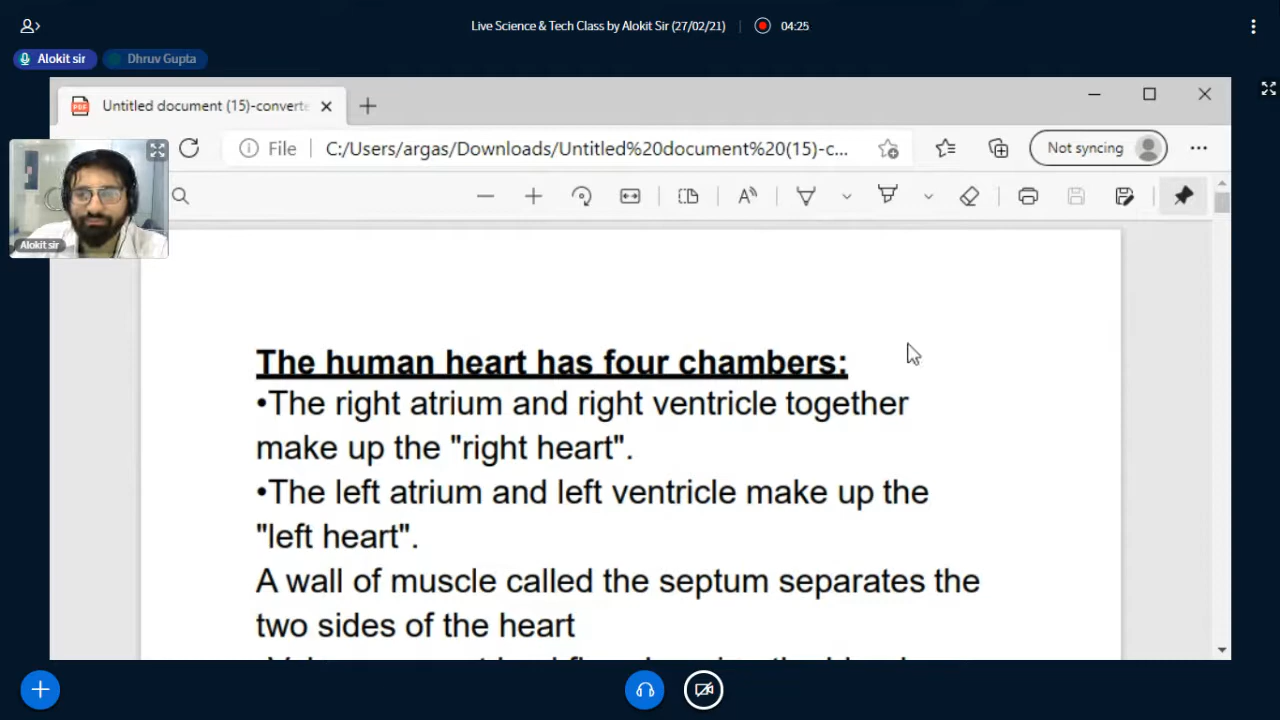 Live Science & Tech Class by Alokit Sir (27/02/21) 04:25
Alokit sir Dhruv Gupta
Untitled document (15)-converte
File C:/Users/argas/Downloads/Untitled%20document%20(15)-c... Not syncing
Alokit sir
The human heart has four chambers:
•The right atrium and right ventricle together
make up the "right heart".
•The left atrium and left ventricle make up the
"left heart".
A wall of muscle called the septum separates the
two sides of the heart